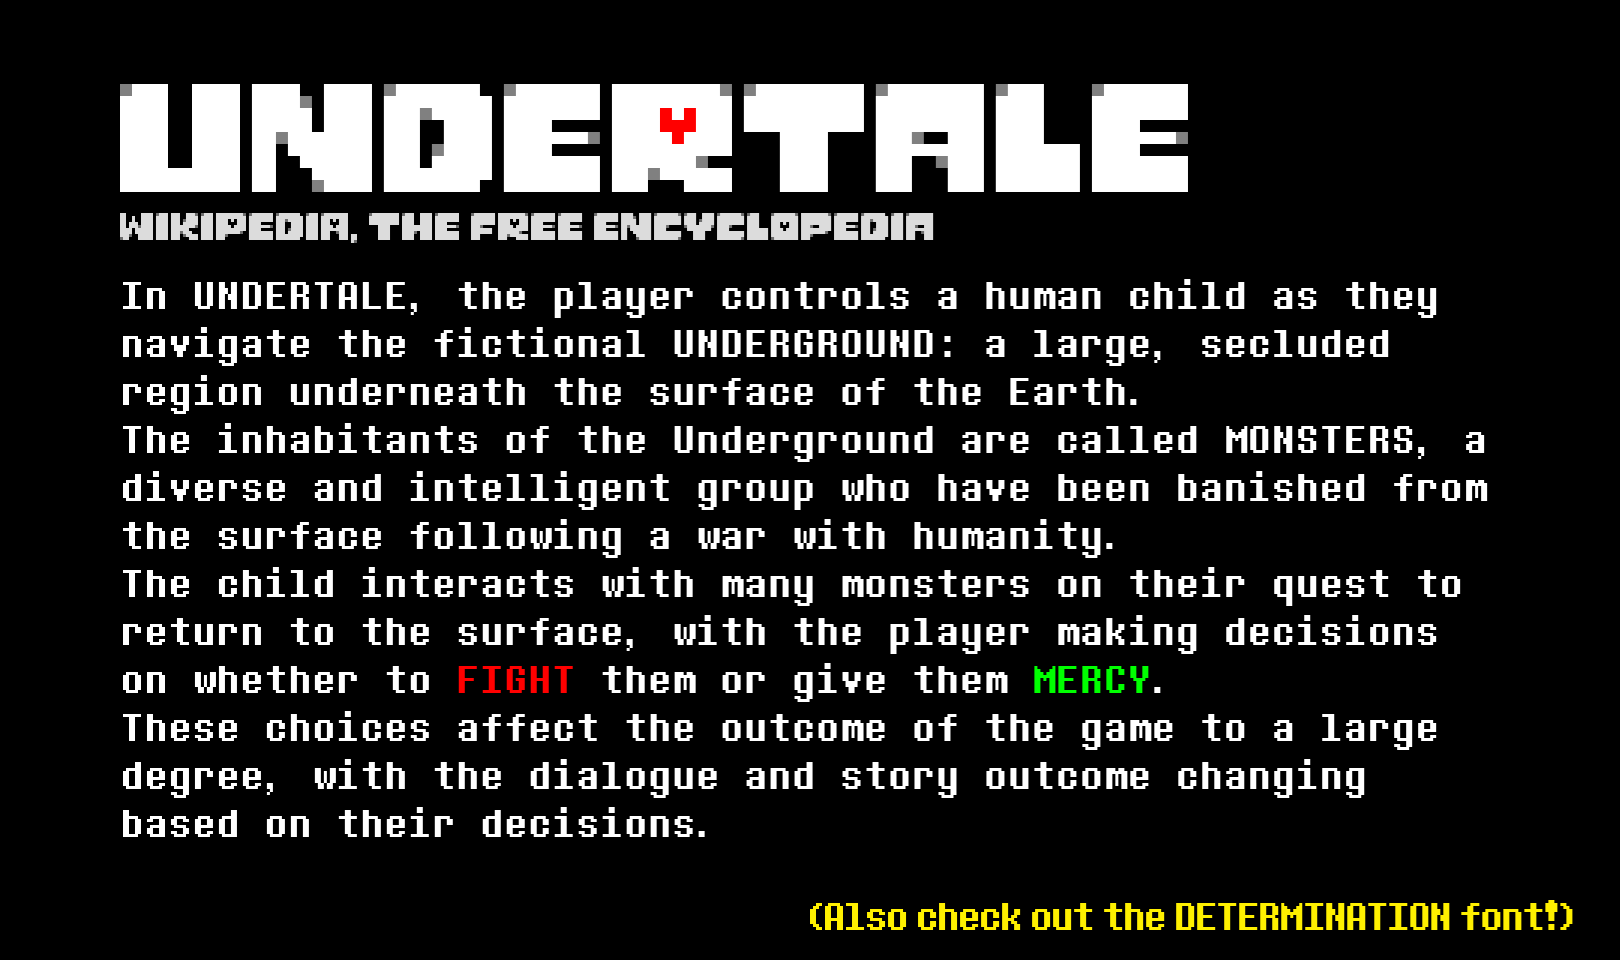 UNDERTALE
WIKIPEDIA, THE FREE ENCYCLOPEDIA
In UNDERTALE, the player controls a human child as they
navigate the fictional UNDERGROUND: a large, secluded
region underneath the surface of the Earth.
The inhabitants of the Underground are called MONSTERS, a
diverse and intelligent group who have been banished from
the surface following a war with humanity.
The child interacts with many monsters on their quest to
return to the surface, with the player making decisions
on whether to FIGHT them or give them MERCY.
These choices affect the outcome of the game to a large
degree, with the dialogue and story outcome changing
based on their decisions.
(Also check out the DETERMINATION font!)